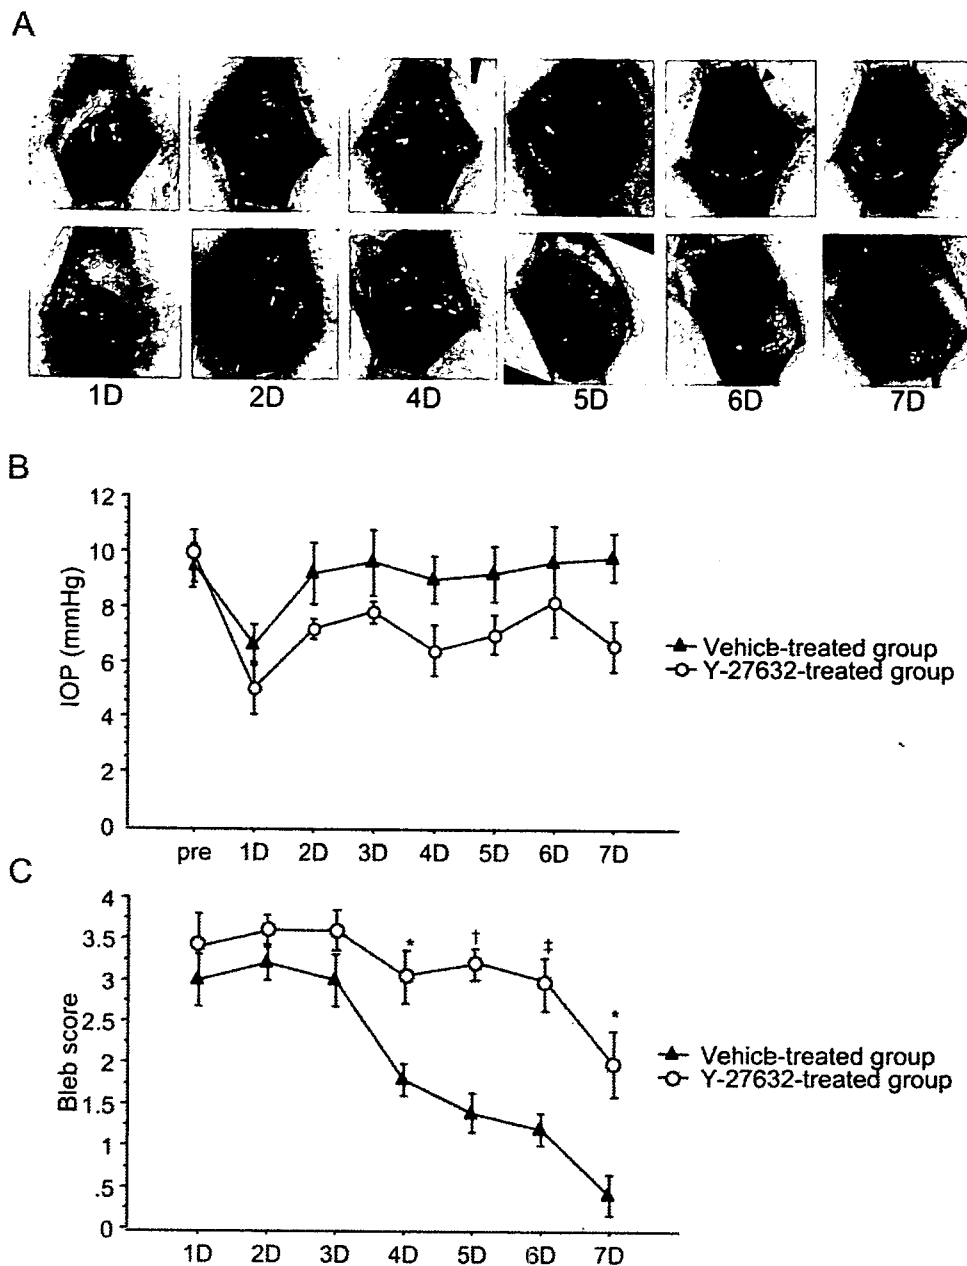 A
1D 2D 4D 5D 6D 7D
B
12
10
8
6
4
2
0
IOP (mmHg)
pre 1D 2D 3D 4D 5D 6D 7D
Vehicb-treated group
Y-27632-treated group
C
4
3.5
3
2.5
2
1.5
1
.5
0
Bleb score
* † ‡ *
1D 2D 3D 4D 5D 6D 7D
Vehicb-treated group
Y-27632-treated group